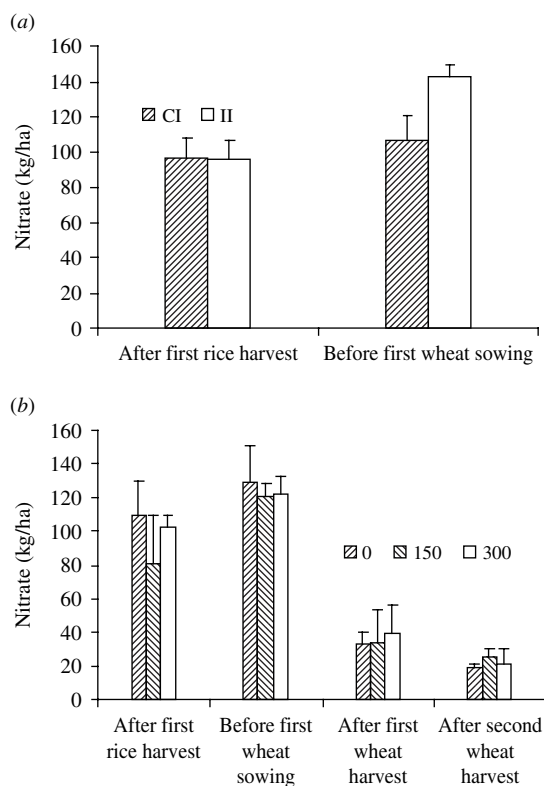 (a)
160
140
120
100
80
60
40
20
0
Nitrate (kg/ha)
CI II
After first rice harvest Before first wheat sowing
(b)
160
140
120
100
80
60
40
20
0
Nitrate (kg/ha)
0 150 300
After first Before first After first After second
rice harvest wheat wheat wheat
sowing harvest harvest